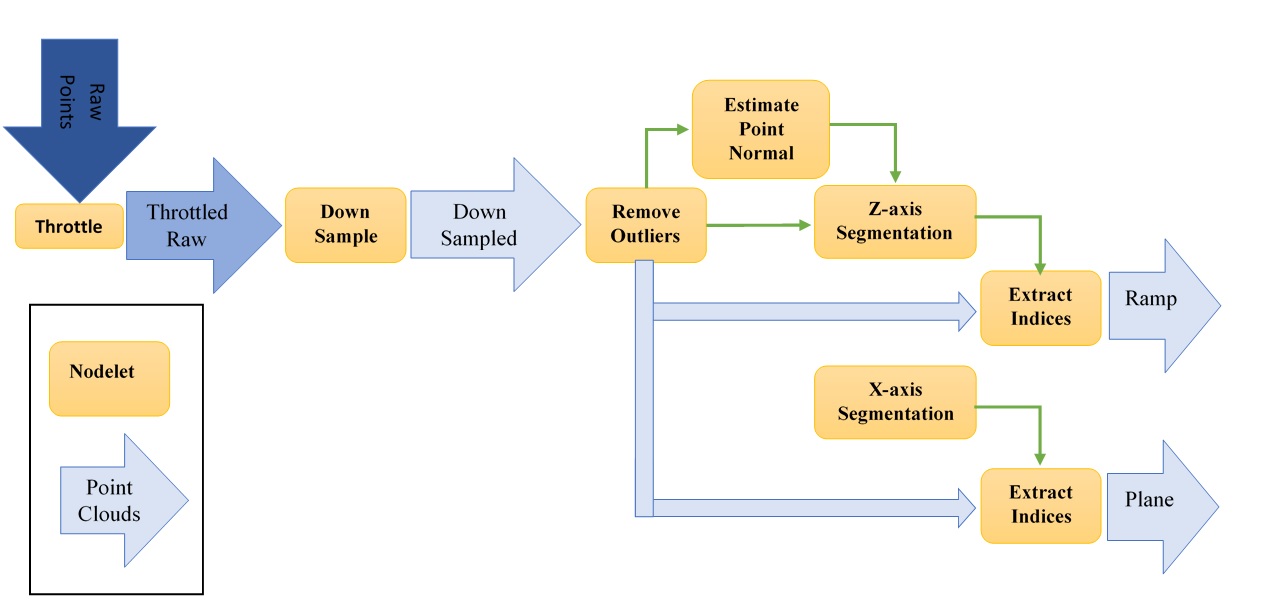 Raw
Points
Throttle
Throttled
Raw
Down
Sample
Down
Sampled
Remove
Outliers
Estimate
Point
Normal
Z-axis
Segmentation
Extract
Indices
Ramp
X-axis
Segmentation
Extract
Indices
Plane
Nodelet
Point
Clouds